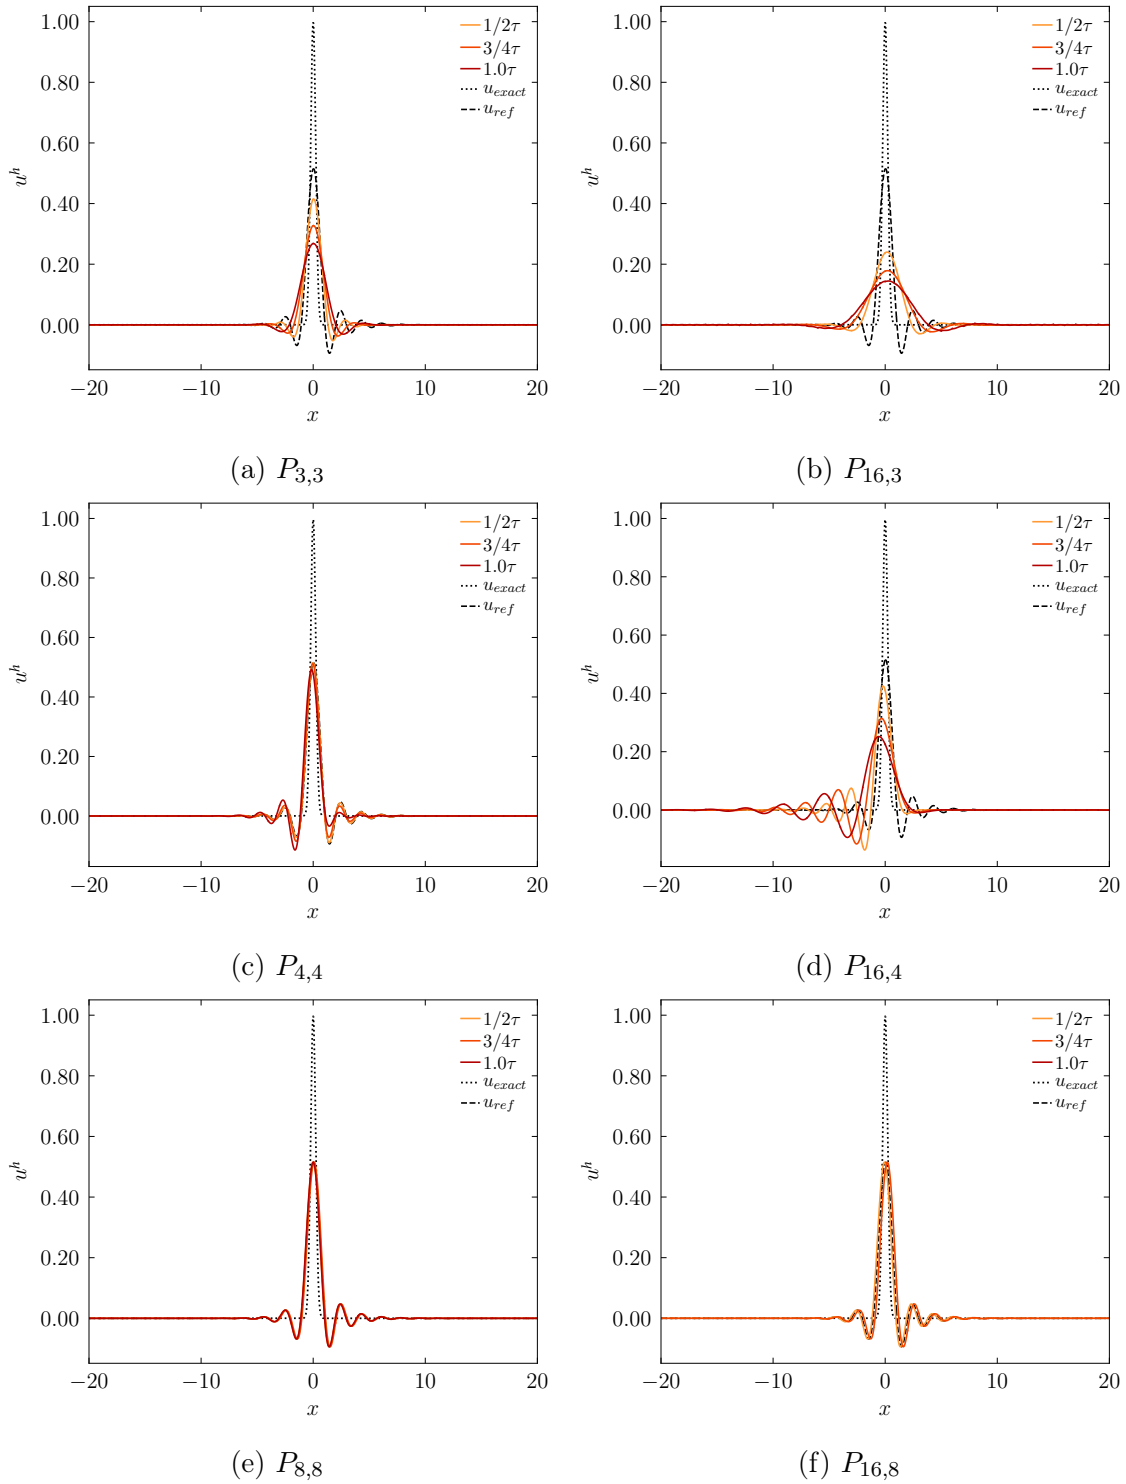 1.00
0.80
0.60
0.40
0.20
0.00
u^h
−20 −10 0 10 20
x
1/2τ
3/4τ
1.0τ
u_exact
u_ref
(a) P_{3,3}
1.00
0.80
0.60
0.40
0.20
0.00
u^h
−20 −10 0 10 20
x
1/2τ
3/4τ
1.0τ
u_exact
u_ref
(b) P_{16,3}
1.00
0.80
0.60
0.40
0.20
0.00
u^h
−20 −10 0 10 20
x
1/2τ
3/4τ
1.0τ
u_exact
u_ref
(c) P_{4,4}
1.00
0.80
0.60
0.40
0.20
0.00
u^h
−20 −10 0 10 20
x
1/2τ
3/4τ
1.0τ
u_exact
u_ref
(d) P_{16,4}
1.00
0.80
0.60
0.40
0.20
0.00
u^h
−20 −10 0 10 20
x
1/2τ
3/4τ
1.0τ
u_exact
u_ref
(e) P_{8,8}
1.00
0.80
0.60
0.40
0.20
0.00
u^h
−20 −10 0 10 20
x
1/2τ
3/4τ
1.0τ
u_exact
u_ref
(f) P_{16,8}